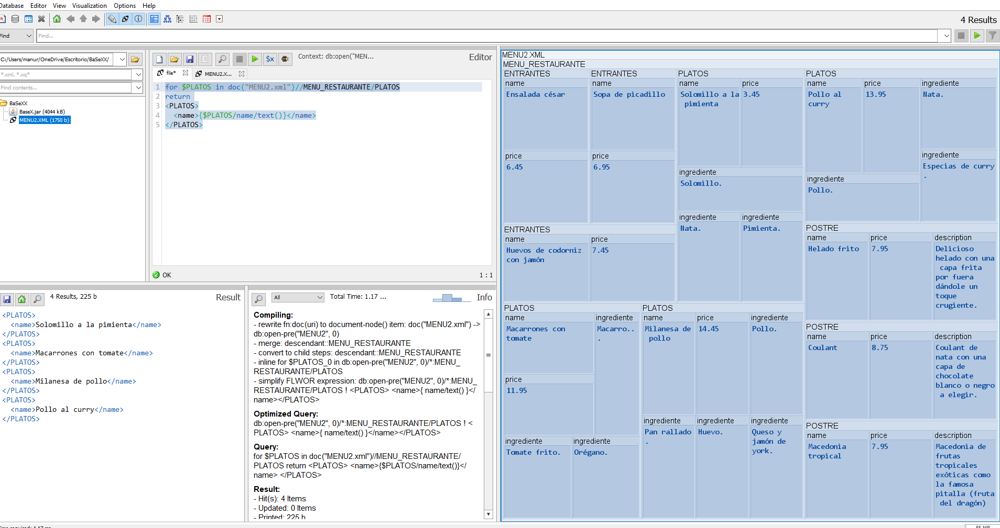 Database Editor View Visualization Options Help
4 Results
Find
Find...
C:/Users/manur/OneDrive/Escritorio/BaSeXX/
*.xml, *.xq*
Find contents...
BaSeXX
BaseX.jar (4044 kB)
MENU2.XML (1750 b)
$x
Context: db:open("MEN...
Editor
file*
MENU2.X...
1 for $PLATOS in doc("MENU2.xml")//MENU_RESTAURANTE/PLATOS
2 return
3 <PLATOS>
4 <name>{$PLATOS/name/text()}</name>
5 </PLATOS>
OK
1 : 1
4 Results, 225 b
Result
<PLATOS>
<name>Solomillo a la pimienta</name>
</PLATOS>
<PLATOS>
<name>Macarrones con tomate</name>
</PLATOS>
<PLATOS>
<name>Milanesa de pollo</name>
</PLATOS>
<PLATOS>
<name>Pollo al curry</name>
</PLATOS>
All
Total Time: 1.17 ...
Info
Compiling:
- rewrite fn:doc(uri) to document-node() item: doc("MENU2.xml") ->
db:open-pre("MENU2", 0)
- merge: descendant::MENU_RESTAURANTE
- convert to child steps: descendant::MENU_RESTAURANTE
- inline for $PLATOS_0 in db:open-pre("MENU2", 0)/*:MENU_
RESTAURANTE/PLATOS
- simplify FLWOR expression: db:open-pre("MENU2", 0)/*:MENU_
RESTAURANTE/PLATOS ! <PLATOS> <name>{ name/text() }</
name></PLATOS>
Optimized Query:
db:open-pre("MENU2", 0)/*:MENU_RESTAURANTE/PLATOS ! <
PLATOS> <name>{ name/text() }</name></PLATOS>
Query:
for $PLATOS in doc("MENU2.xml")//MENU_RESTAURANTE/
PLATOS return <PLATOS> <name>{$PLATOS/name/text()}</
name> </PLATOS>
Result:
- Hit(s): 4 Items
- Updated: 0 Items
- Printed: 225 b
MENU2.XML
MENU_RESTAURANTE
ENTRANTES
name
Ensalada césar
price
6.45
ENTRANTES
name
Sopa de picadillo
price
6.95
ENTRANTES
name
Huevos de codorniz
con jamón
price
7.45
PLATOS
name
Solomillo a la
pimienta
price
3.45
ingrediente
Solomillo.
ingrediente
Nata.
ingrediente
Pimienta.
PLATOS
name
Macarrones con
tomate
price
11.95
ingrediente
Macarro..
.
ingrediente
Tomate frito.
ingrediente
Orégano.
PLATOS
name
Milanesa de
pollo
price
14.45
ingrediente
Pollo.
ingrediente
Pan rallado
.
ingrediente
Huevo.
ingrediente
Queso y
jamón de
york.
PLATOS
name
Pollo al
curry
price
13.95
ingrediente
Pollo.
ingrediente
Nata.
ingrediente
Especias de curry
.
POSTRE
name
Helado frito
price
7.95
description
Delicioso
helado con una
capa frita
por fuera
dándole un
toque
crugiente.
POSTRE
name
Coulant
price
8.75
description
Coulant de
nata con una
capa de
chocolate
blanco o negro
a elegir.
POSTRE
name
Macedonia
tropical
price
7.95
description
Macedonia de
frutas
tropicales
exóticas como
la famosa
pitalla (fruta
del dragón)
85 MB